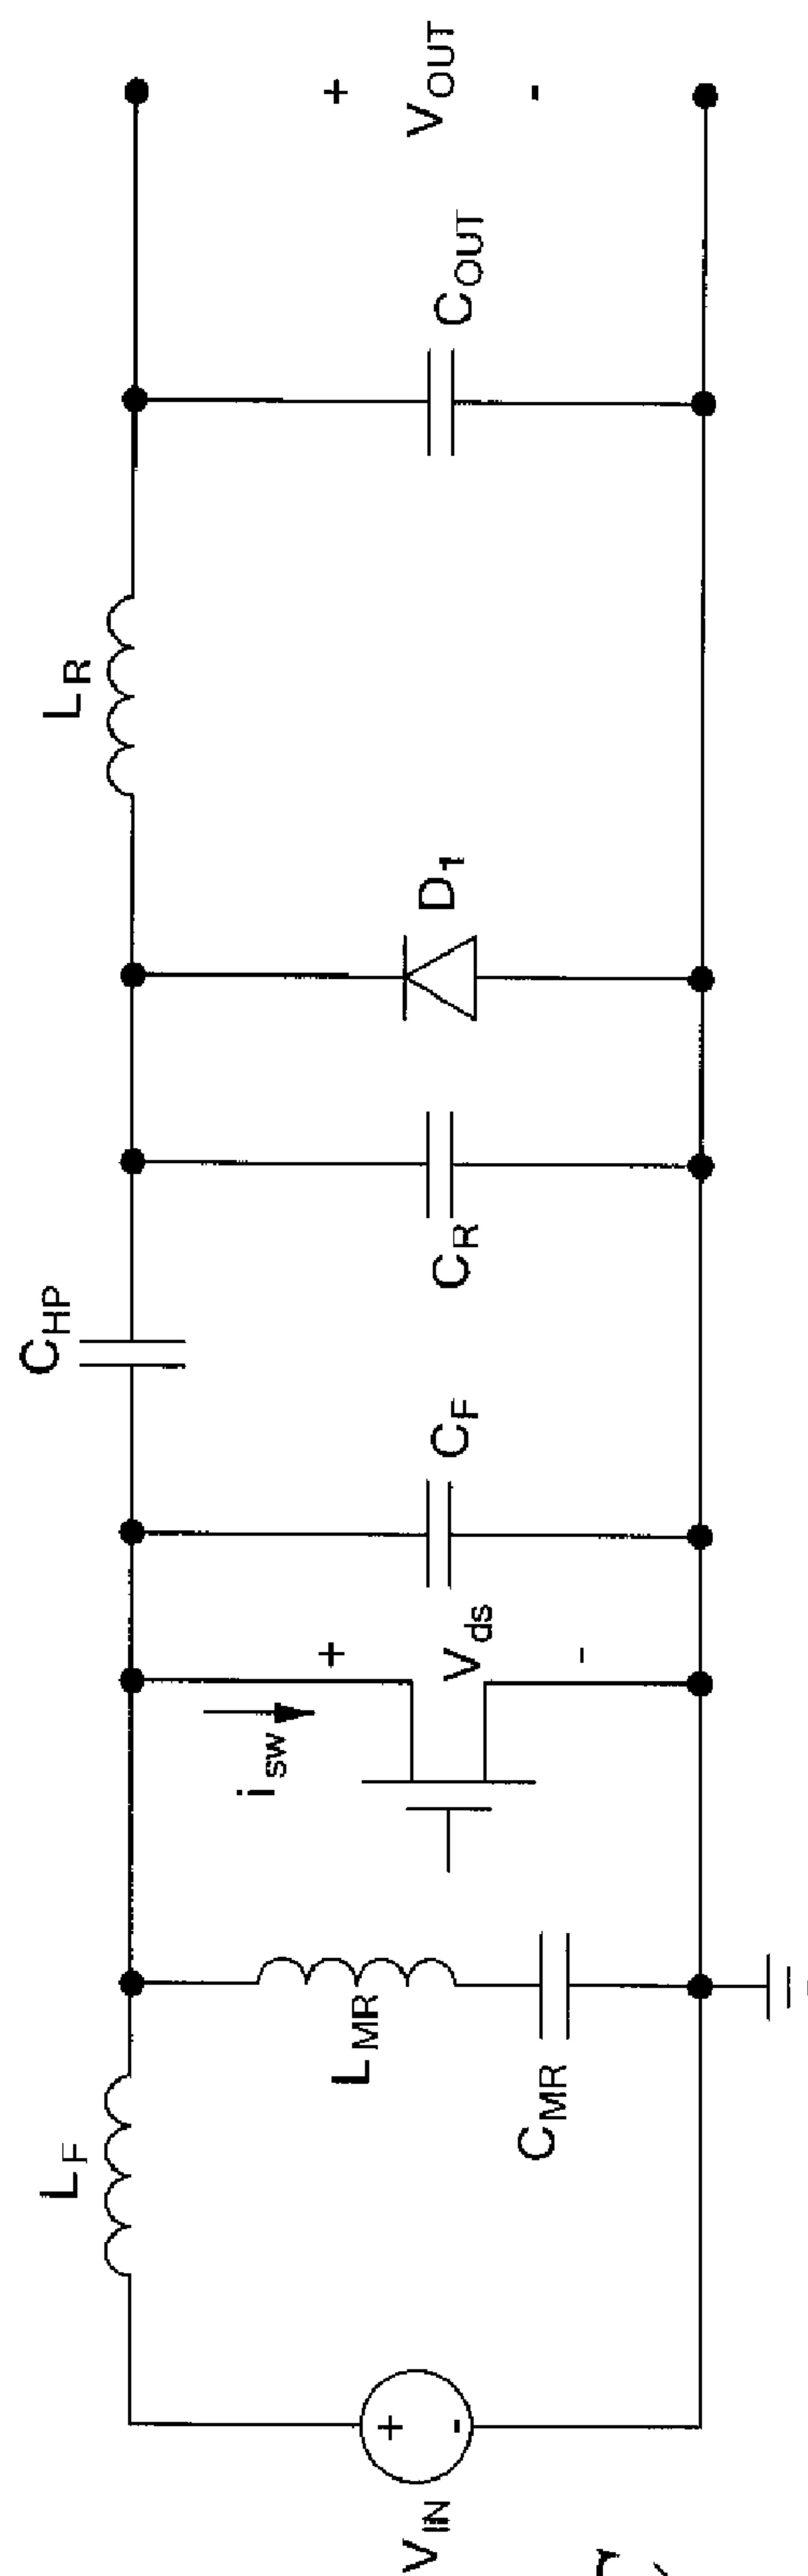 V_IN
+
-
L_F
L_MR
C_MR
i_sw
+
V_ds
-
C_F
C_HP
C_R
D_1
L_R
C_OUT
+
V_OUT
-